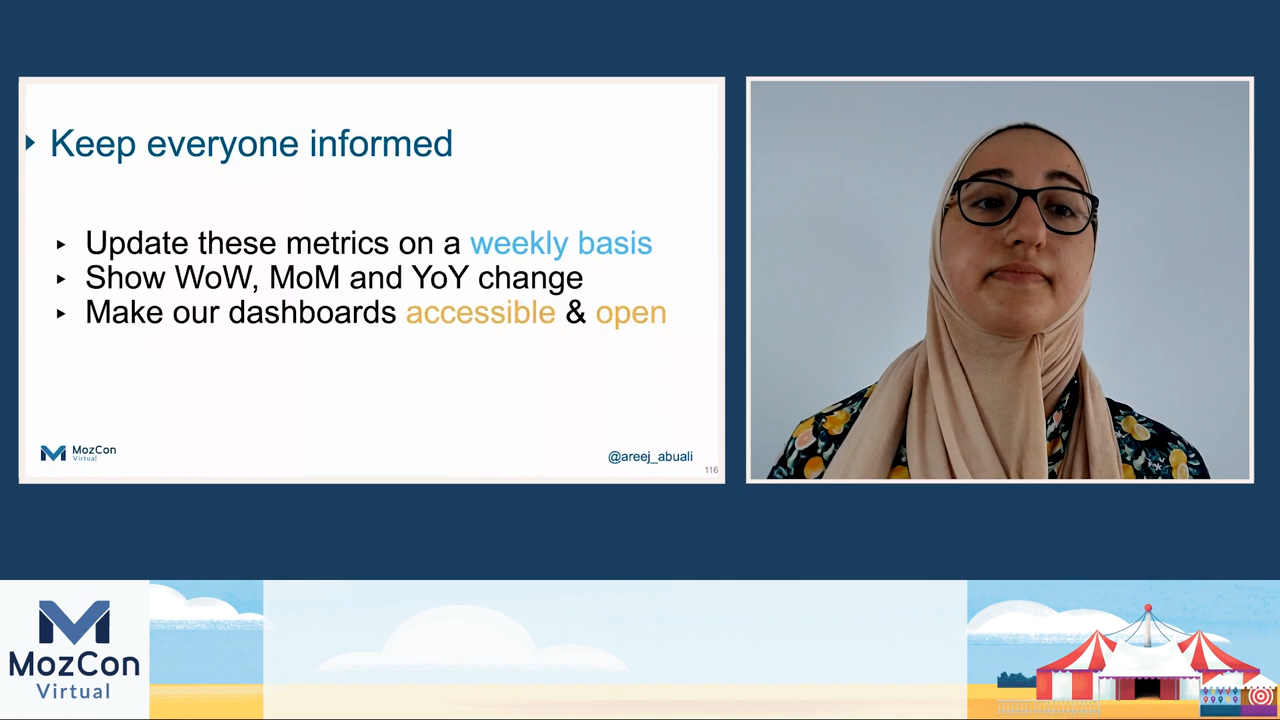 Keep everyone informed
Update these metrics on a weekly basis
Show WoW, MoM and YoY change
Make our dashboards accessible & open
MozCon
Virtual
@areej_abuali
116
MozCon
Virtual